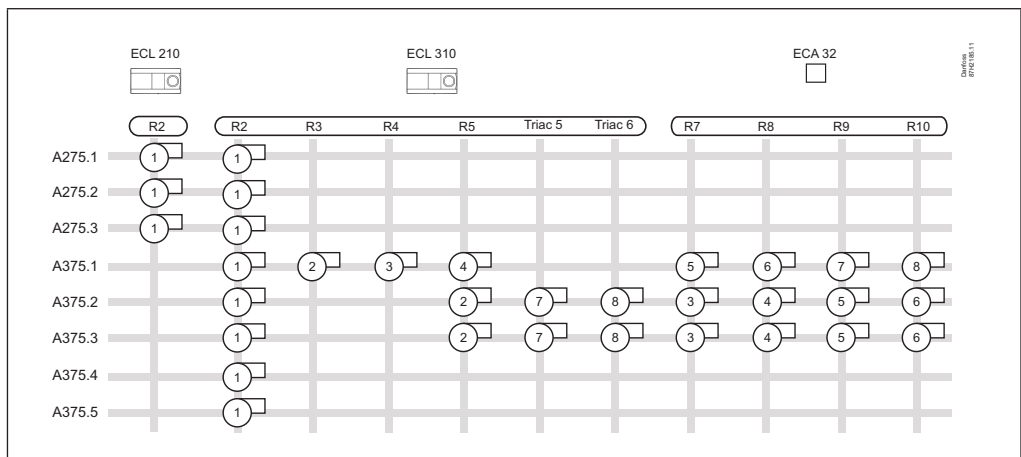 ECL 210 ECL 310 ECA 32
Danfoss
87H2185.11
R2 R2 R3 R4 R5 Triac 5 Triac 6 R7 R8 R9 R10
A275.1 1 1
A275.2 1 1
A275.3 1 1
A375.1 1 2 3 4 5 6 7 8
A375.2 1 2 7 8 3 4 5 6
A375.3 1 2 7 8 3 4 5 6
A375.4 1
A375.5 1